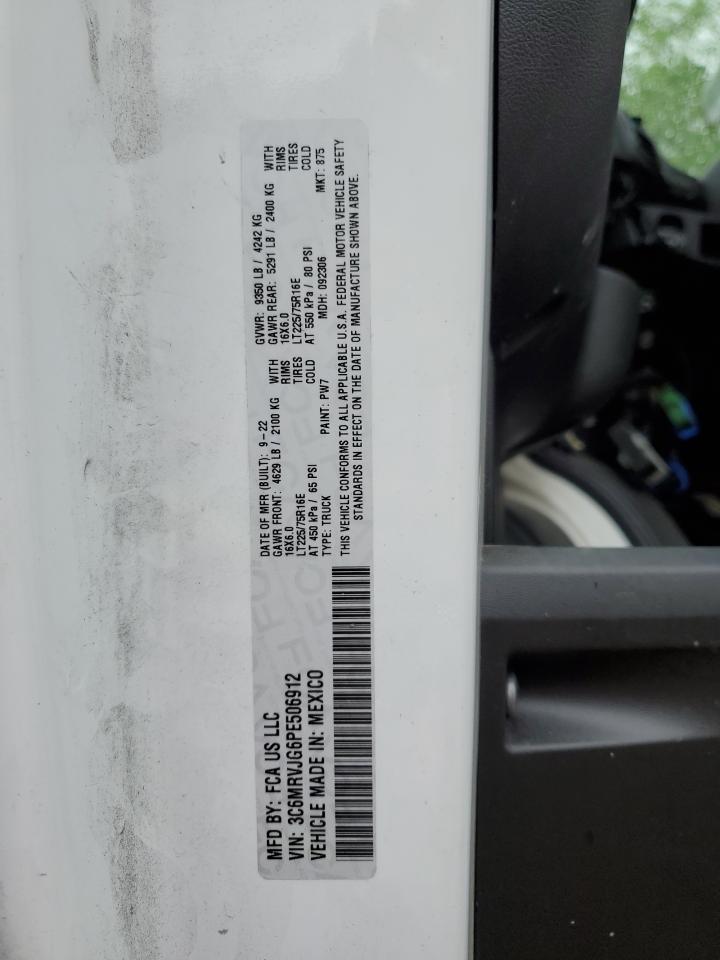 MFD BY: FCA US LLC
VIN: 3C6MRVJG6PE506912
VEHICLE MADE IN: MEXICO
DATE OF MFR (BUILT): 9-22 GVWR: 9350 LB / 4242 KG
GAWR FRONT: 4629 LB / 2100 KG WITH GAWR REAR: 5291 LB / 2400 KG WITH
16X6.0 RIMS 16X6.0 RIMS
LT225/75R16E TIRES LT225/75R16E TIRES
AT 450 kPa / 65 PSI COLD AT 550 kPa / 80 PSI COLD
TYPE: TRUCK PAINT: PW7 MDH: 092306 MKT: 875
THIS VEHICLE CONFORMS TO ALL APPLICABLE U.S.A. FEDERAL MOTOR VEHICLE SAFETY
STANDARDS IN EFFECT ON THE DATE OF MANUFACTURE SHOWN ABOVE.